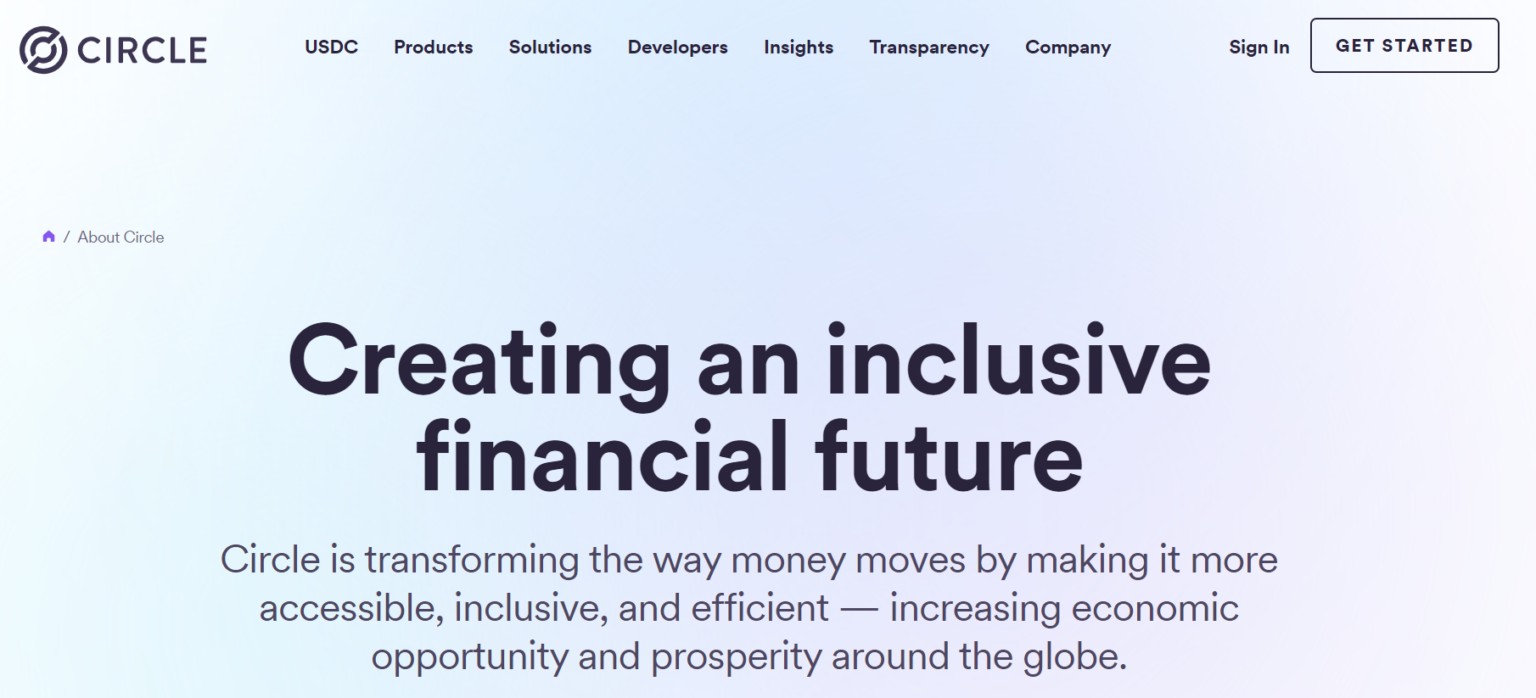 CIRCLE
USDC Products Solutions Developers Insights Transparency Company Sign In GET STARTED
/ About Circle
Creating an inclusive
financial future
Circle is transforming the way money moves by making it more
accessible, inclusive, and efficient — increasing economic
opportunity and prosperity around the globe.